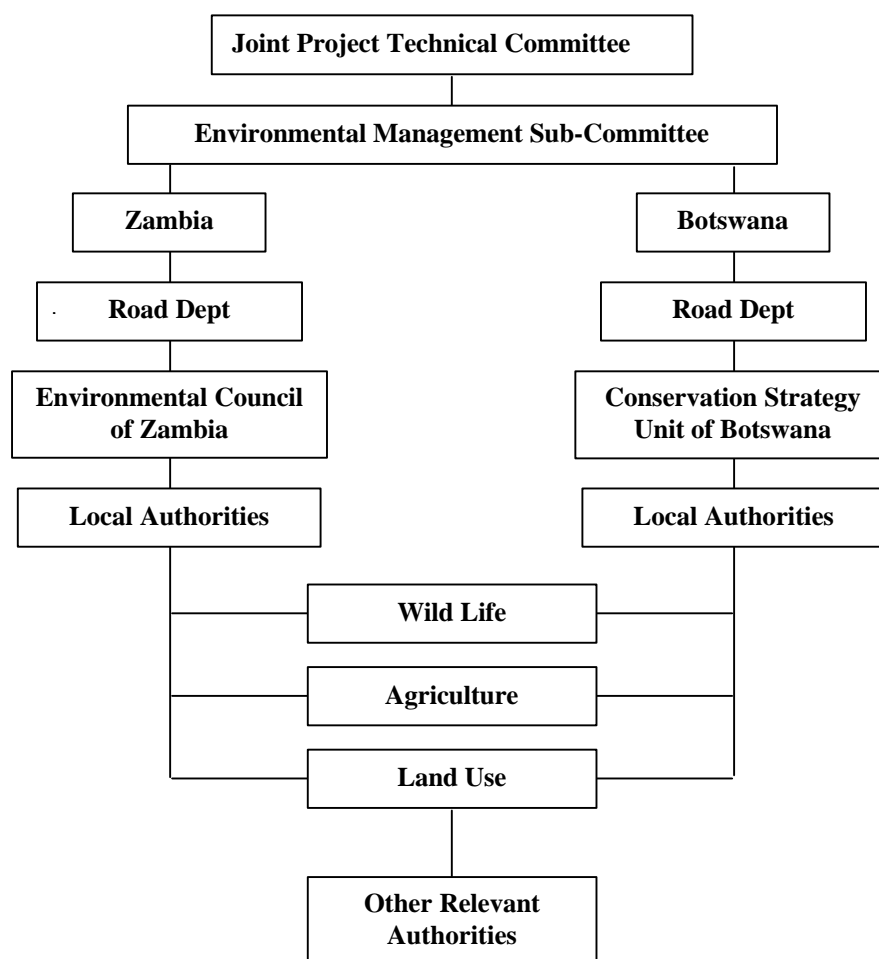 Joint Project Technical Committee
Environmental Management Sub-Committee
Zambia
Botswana
Road Dept
Road Dept
Environmental Council
of Zambia
Conservation Strategy
Unit of Botswana
Local Authorities
Local Authorities
Wild Life
Agriculture
Land Use
Other Relevant
Authorities